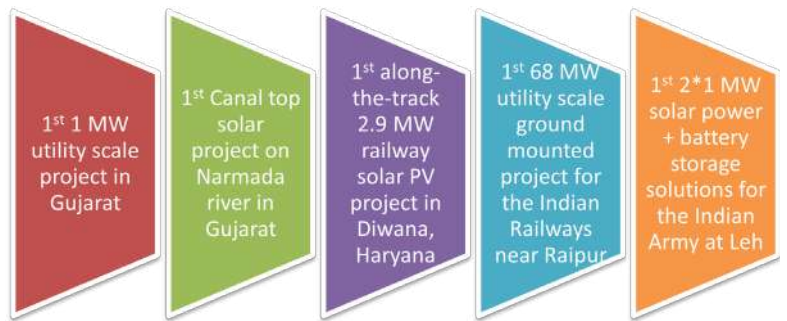 1st 1 MW
utility scale
project in
Gujarat
1st Canal top
solar
project on
Narmada
river in
Gujarat
1st along-
the-track
2.9 MW
railway
solar PV
project in
Diwana,
Haryana
1st 68 MW
utility scale
ground
mounted
project for
the Indian
Railways
near Raipur
1st 2*1 MW
solar power
+ battery
storage
solutions for
the Indian
Army at Leh